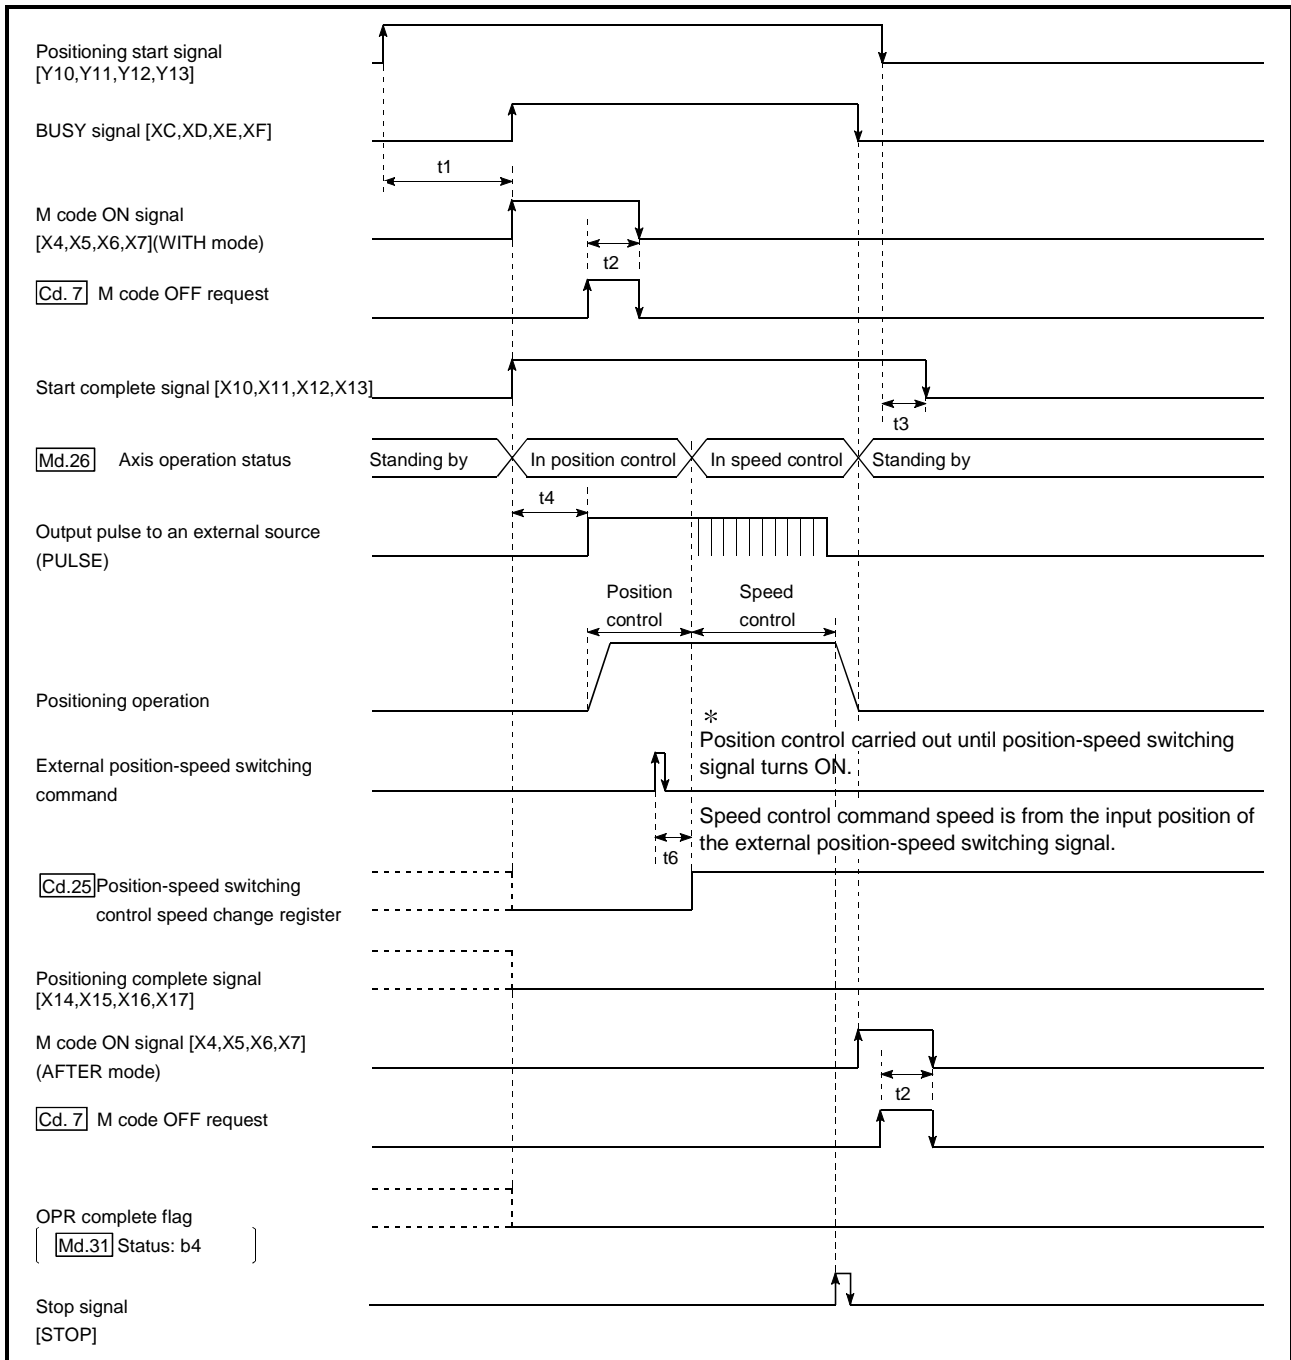 Positioning start signal
[Y10,Y11,Y12,Y13]
BUSY signal [XC,XD,XE,XF]
t1
M code ON signal
[X4,X5,X6,X7](WITH mode)
t2
Cd. 7 M code OFF request
Start complete signal [X10,X11,X12,X13]
t3
Md.26 Axis operation status
Standing by
In position control
In speed control
Standing by
t4
Output pulse to an external source
(PULSE)
Position
control
Speed
control
Positioning operation
*
Position control carried out until position-speed switching
signal turns ON.
External position-speed switching
command
Speed control command speed is from the input position of
the external position-speed switching signal.
t6
Cd.25 Position-speed switching
control speed change register
Positioning complete signal
[X14,X15,X16,X17]
M code ON signal [X4,X5,X6,X7]
(AFTER mode)
t2
Cd. 7 M code OFF request
OPR complete flag
Md.31 Status: b4
Stop signal
[STOP]